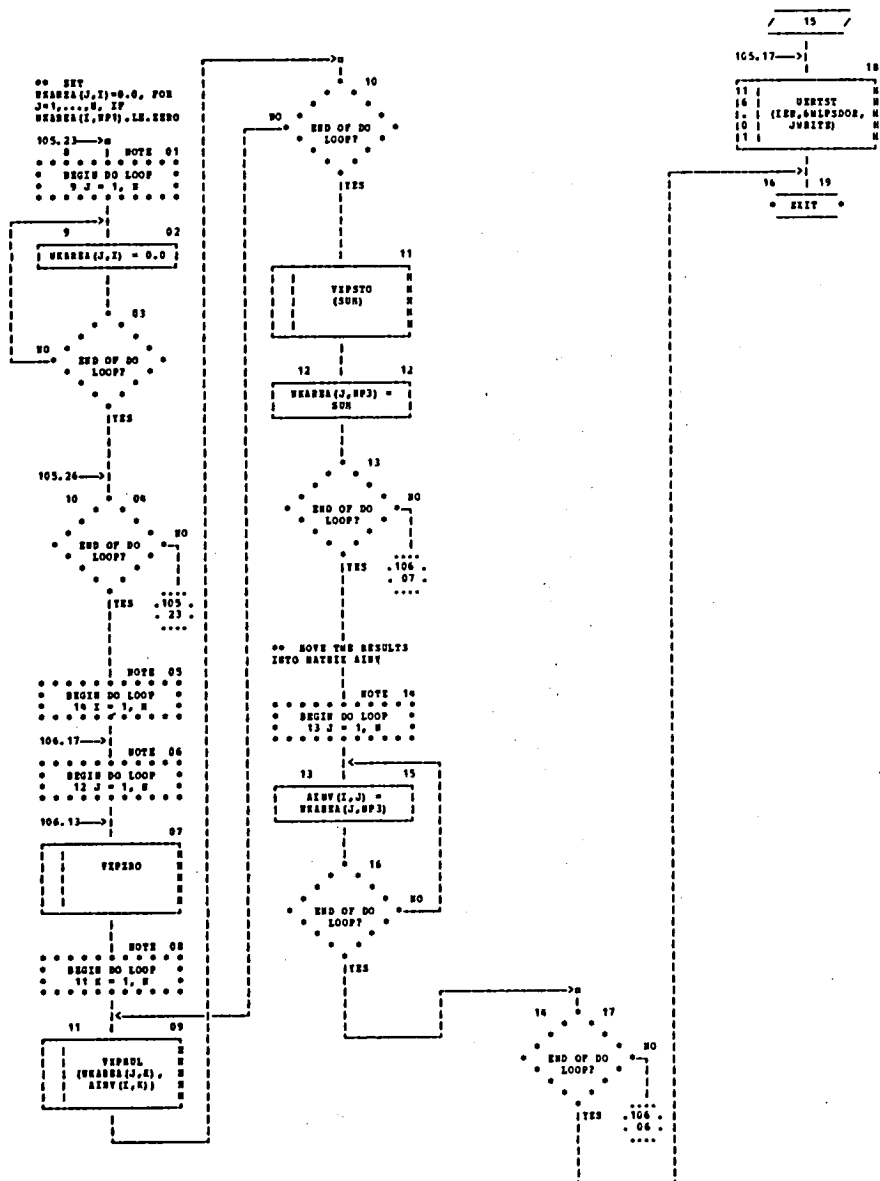 ** SET
WKAREA(J,I)=0.0, FOR
J=1,...,N, IF
WKAREA(I,NP1).LE.ZERO
105.23-->
8 NOTE 01
BEGIN DO LOOP
9 J = 1, N
9 02
WKAREA(J,I) = 0.0
03
NO
END OF DO
LOOP?
YES
105.26-->
10 04
NO
END OF DO
LOOP?
YES
.105
23
NOTE 05
BEGIN DO LOOP
14 I = 1, N
106.17-->
NOTE 06
BEGIN DO LOOP
12 J = 1, N
106.13-->
07
VXPZRO
NOTE 08
BEGIN DO LOOP
11 K = 1, N
11 09
VXPMUL
(WKAREA(J,K),
AINV(I,K))
10
NO
END OF DO
LOOP?
YES
11
VXPSTO
(SUM)
12 12
WKAREA(J,NP3) =
SUM
13
NO
END OF DO
LOOP?
YES
.106
07
** MOVE THE RESULTS
INTO MATRIX AINV
NOTE 14
BEGIN DO LOOP
13 J = 1, N
13 15
AINV(I,J) =
WKAREA(J,NP3)
16
NO
END OF DO
LOOP?
YES
14 17
NO
END OF DO
LOOP?
YES
.106
06
/ 15 /
105.17-->
18
UERTST
(IER,6HLPSDOR,
JWRITE)
16 19
EXIT